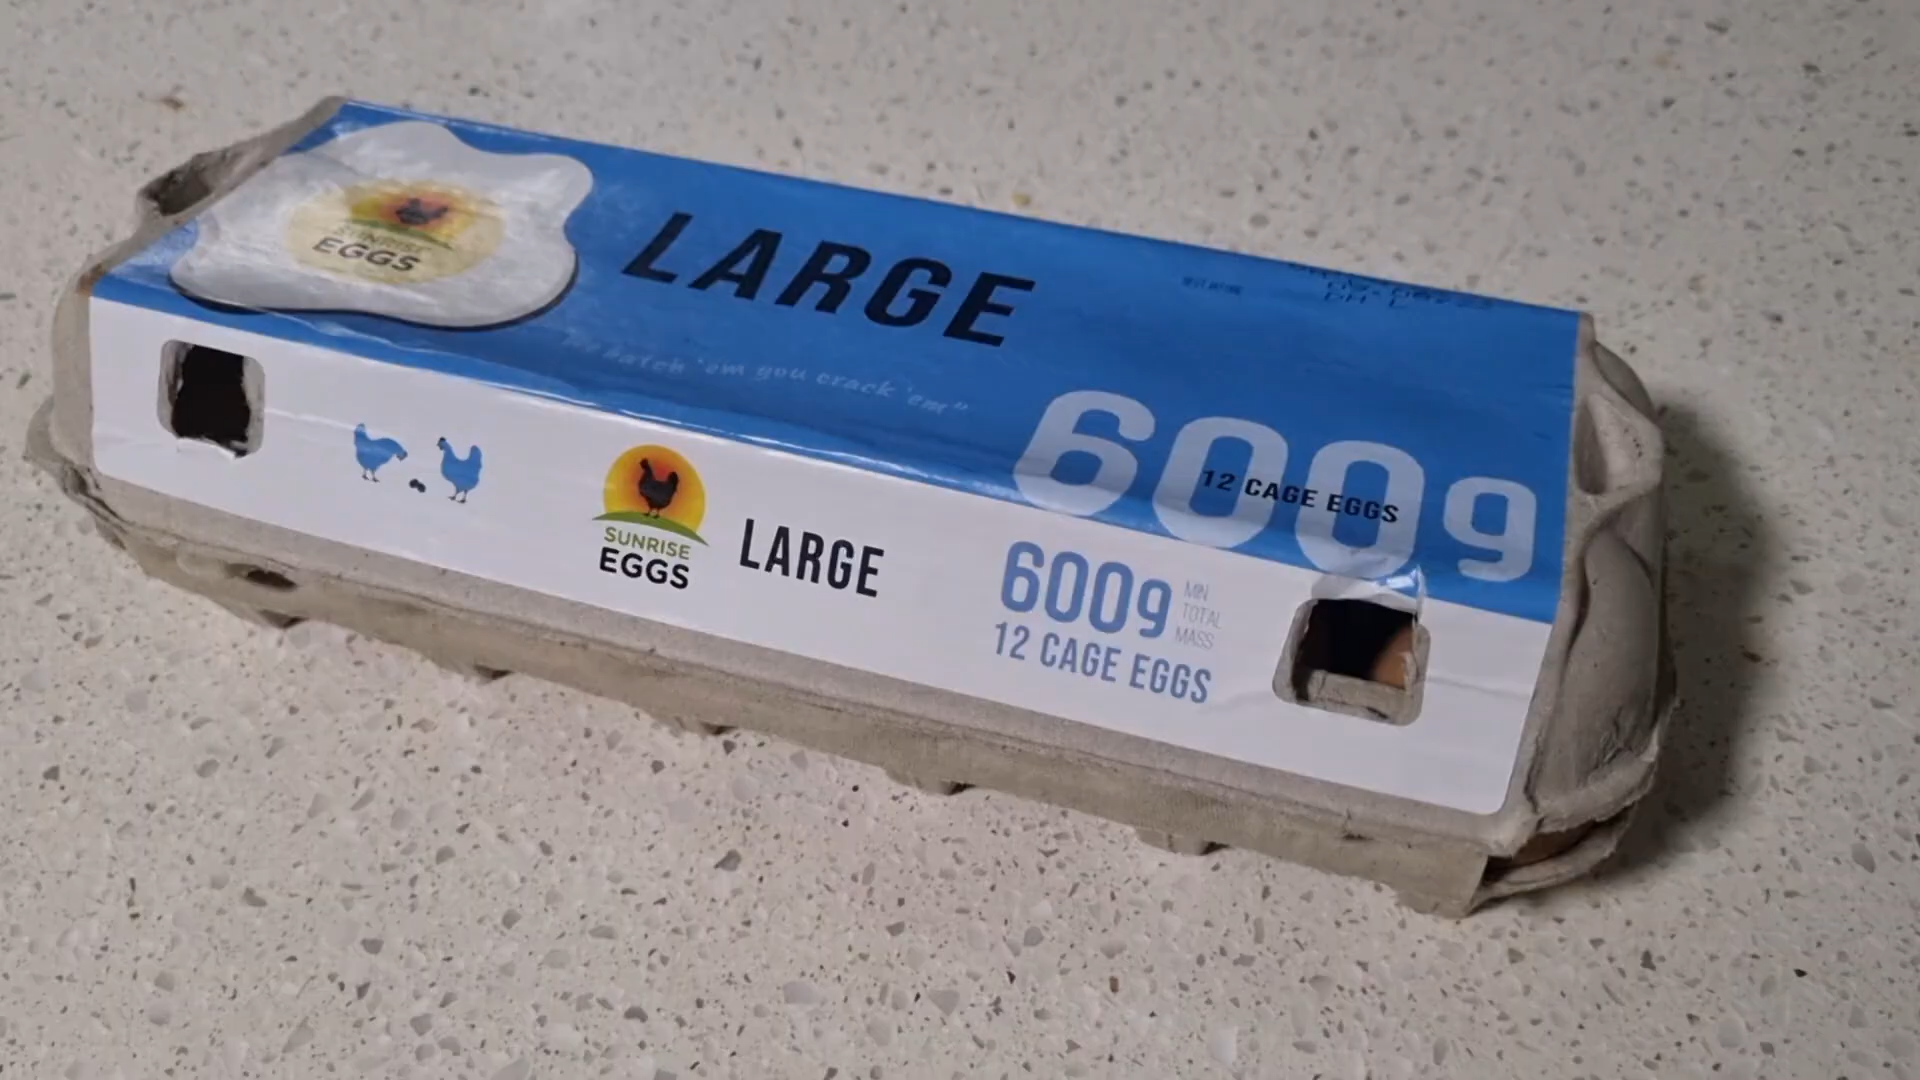 SUNRISE
EGGS
LARGE
"We hatch 'em you crack 'em"
600g
12 CAGE EGGS
SUNRISE
EGGS
LARGE
600g
MIN
TOTAL
MASS
12 CAGE EGGS